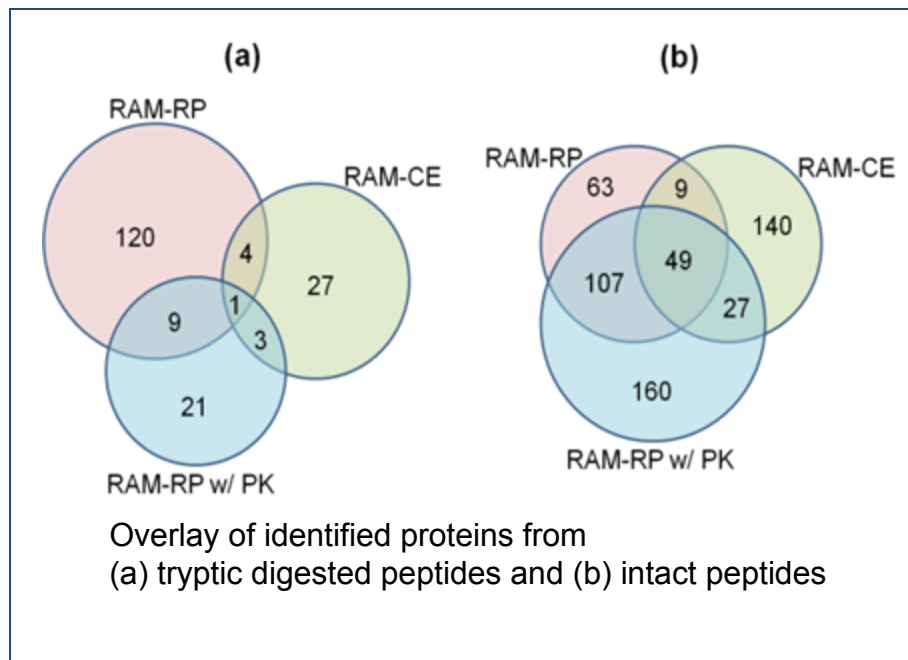 (a)
RAM-RP
RAM-CE
120
4
27
1
9
3
21
RAM-RP w/ PK
(b)
RAM-RP
RAM-CE
63
9
140
49
107
27
160
RAM-RP w/ PK
Overlay of identified proteins from
(a) tryptic digested peptides and (b) intact peptides